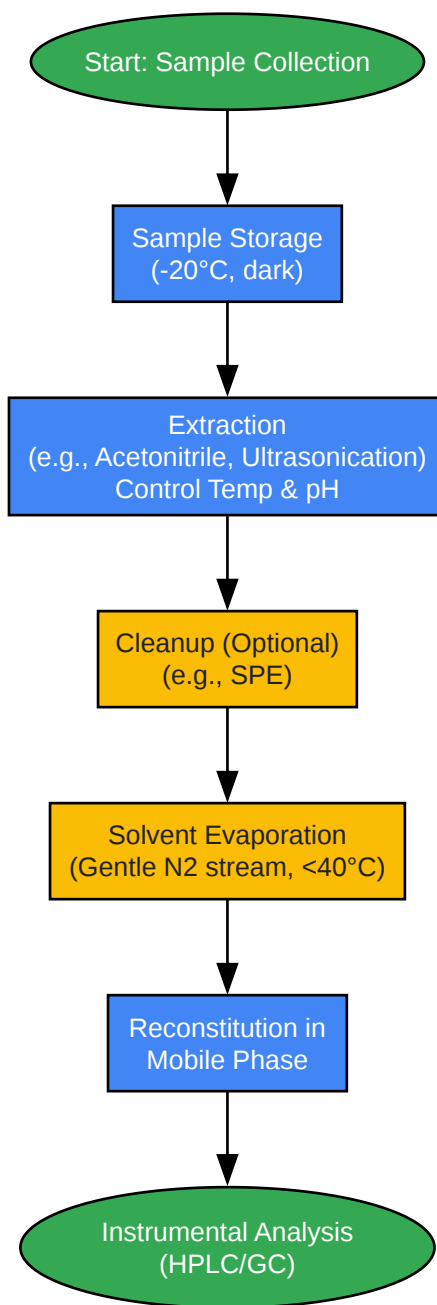 Start: Sample Collection
Sample Storage
(-20°C, dark)
Extraction
(e.g., Acetonitrile, Ultrasonication)
Control Temp & pH
Cleanup (Optional)
(e.g., SPE)
Solvent Evaporation
(Gentle N2 stream, <40°C)
Reconstitution in
Mobile Phase
Instrumental Analysis
(HPLC/GC)